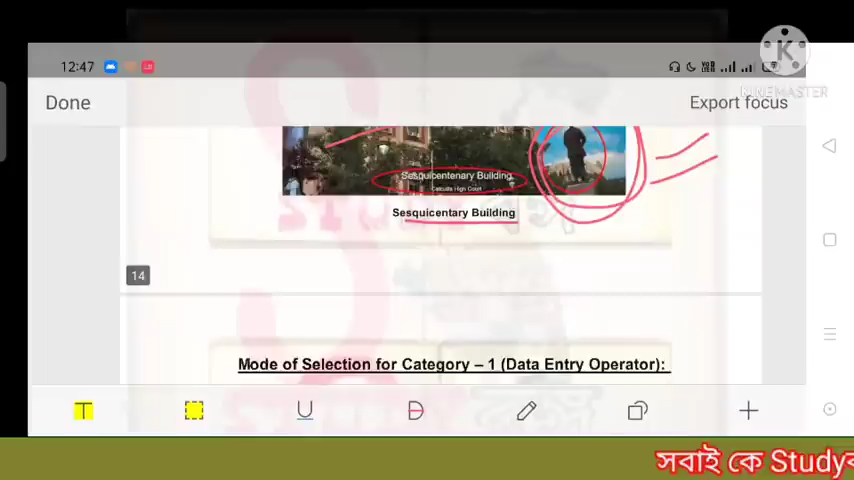 12:47
KINEMASTER
Done
Export focus
Sesquicentenary Building
Calcutta High Court
Sesquicentary Building
14
Mode of Selection for Category – 1 (Data Entry Operator):
T
U
সবাই কে Study